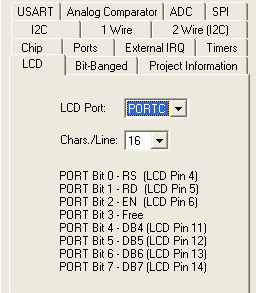 USART Analog Comparator ADC SPI
I2C 1 Wire 2 Wire (I2C)
Chip Ports External IRQ Timers
LCD Bit-Banged Project Information
LCD Port: PORTC
Chars./Line: 16
PORT Bit 0 - RS (LCD Pin 4)
PORT Bit 1 - RD (LCD Pin 5)
PORT Bit 2 - EN (LCD Pin 6)
PORT Bit 3 - Free
PORT Bit 4 - DB4 (LCD Pin 11)
PORT Bit 5 - DB5 (LCD Pin 12)
PORT Bit 6 - DB6 (LCD Pin 13)
PORT Bit 7 - DB7 (LCD Pin 14)